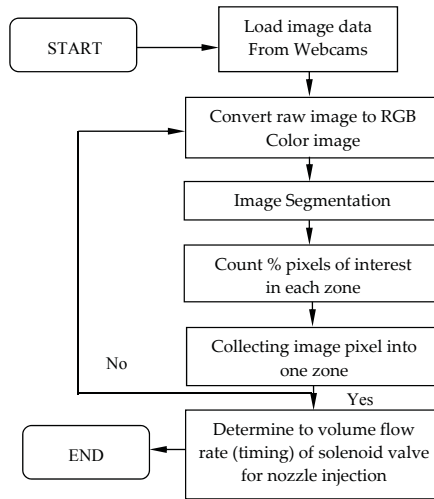 START
Load image data
From Webcams
Convert raw image to RGB
Color image
Image Segmentation
Count % pixels of interest
in each zone
Collecting image pixel into
one zone
No
Yes
Determine to volume flow
rate (timing) of solenoid valve
for nozzle injection
END